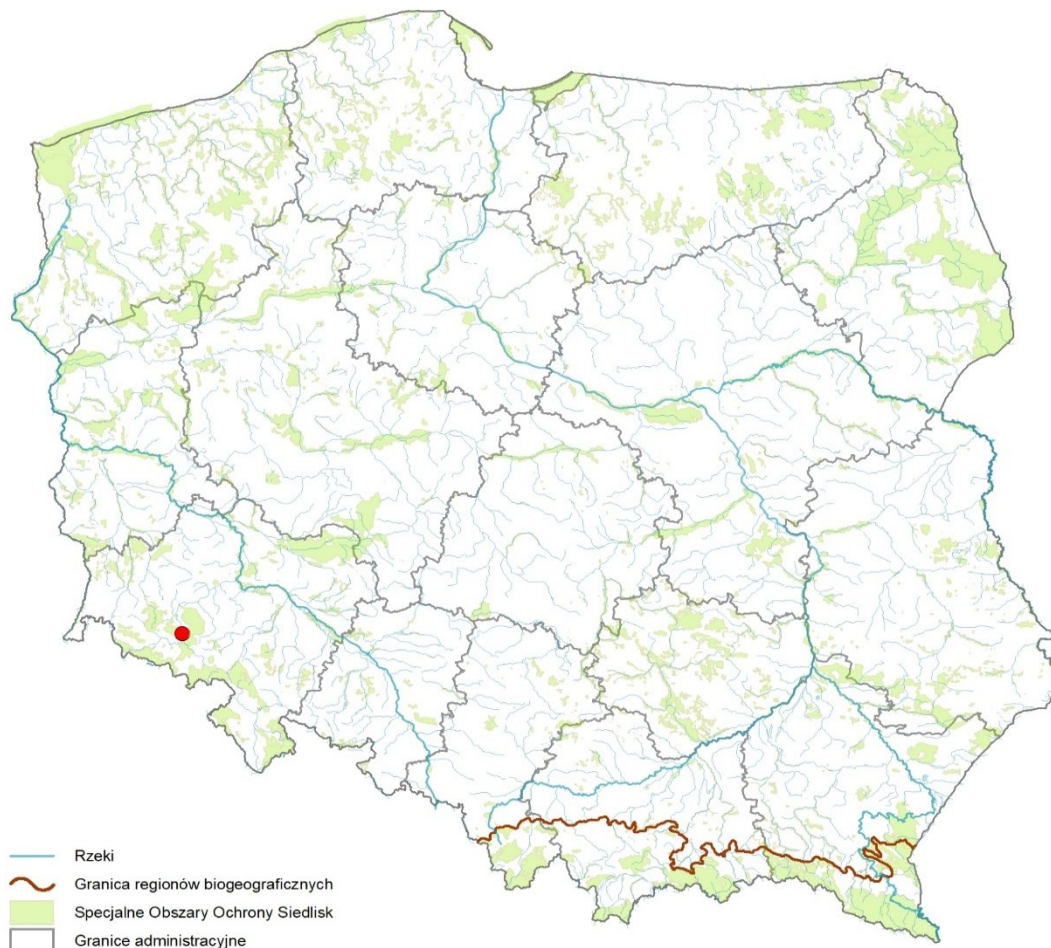 Rzeki
Granica regionów biogeograficznych
Specjalne Obszary Ochrony Siedlisk
Granice administracyjne